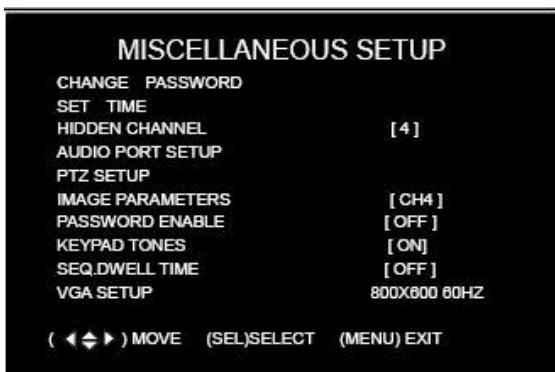 MISCELLANEOUS SETUP
CHANGE PASSWORD
SET TIME
HIDDEN CHANNEL [ 4 ]
AUDIO PORT SETUP
PTZ SETUP
IMAGE PARAMETERS [ CH4 ]
PASSWORD ENABLE [ OFF ]
KEYPAD TONES [ ON]
SEQ.DWELL TIME [ OFF ]
VGA SETUP 800X600 60HZ
( ◀ ⬍ ▶ ) MOVE (SEL)SELECT (MENU) EXIT